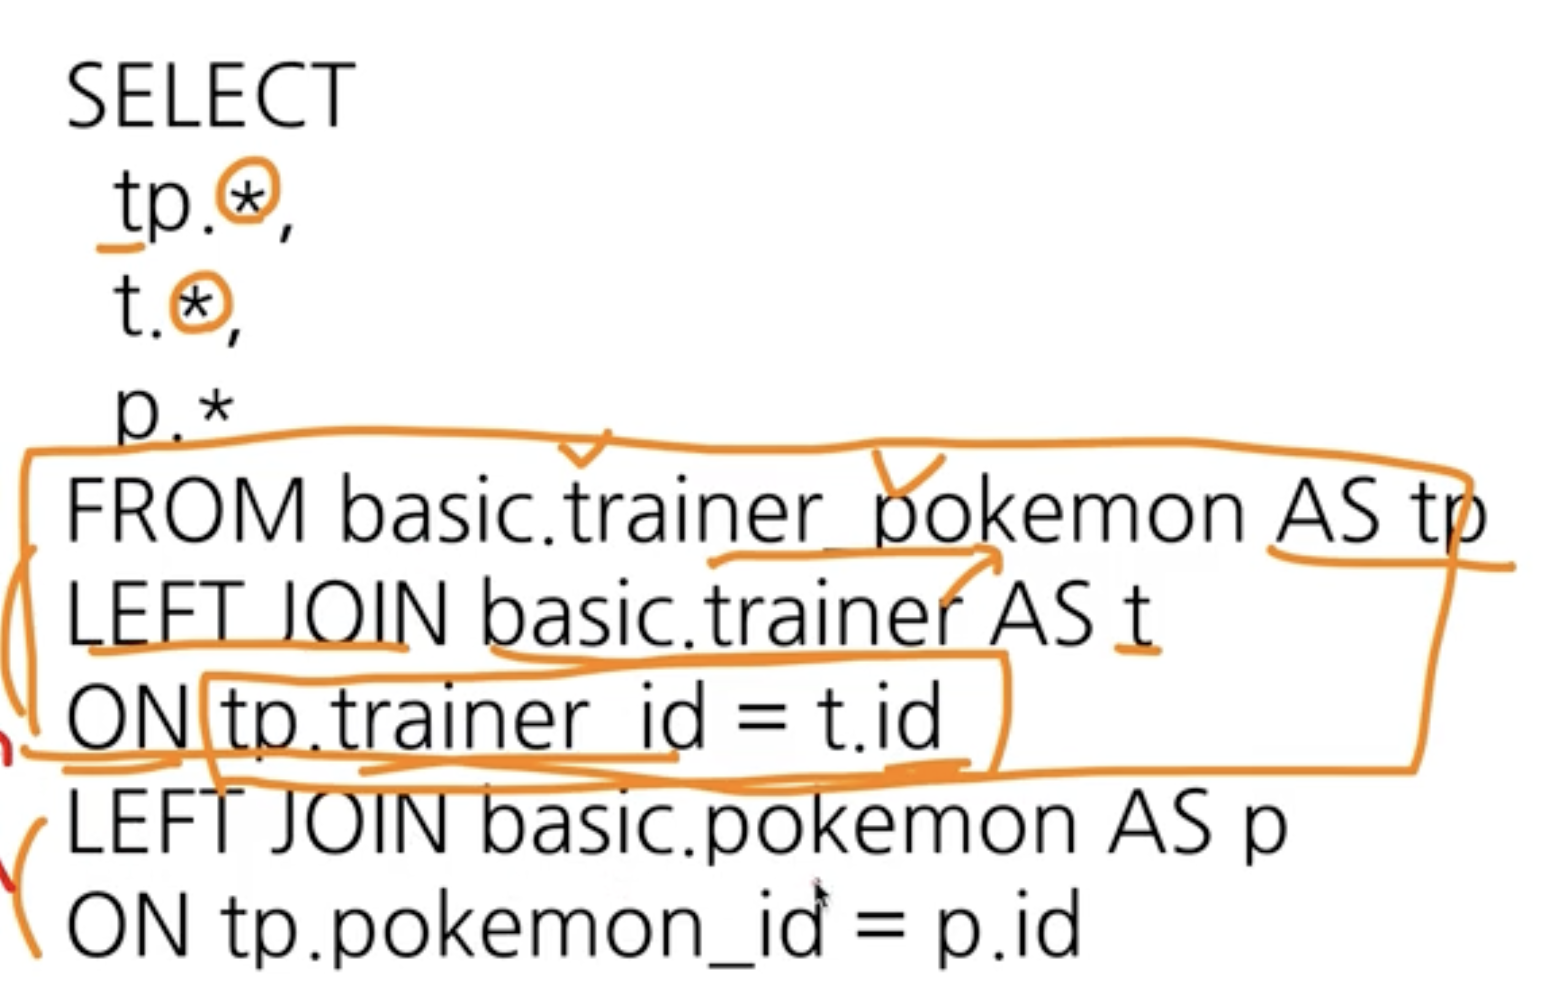 SELECT
tp.*,
t.*,
p.*
FROM basic.trainer_pokemon AS tp
LEFT JOIN basic.trainer AS t
ON tp.trainer_id = t.id
LEFT JOIN basic.pokemon AS p
ON tp.pokemon_id = p.id